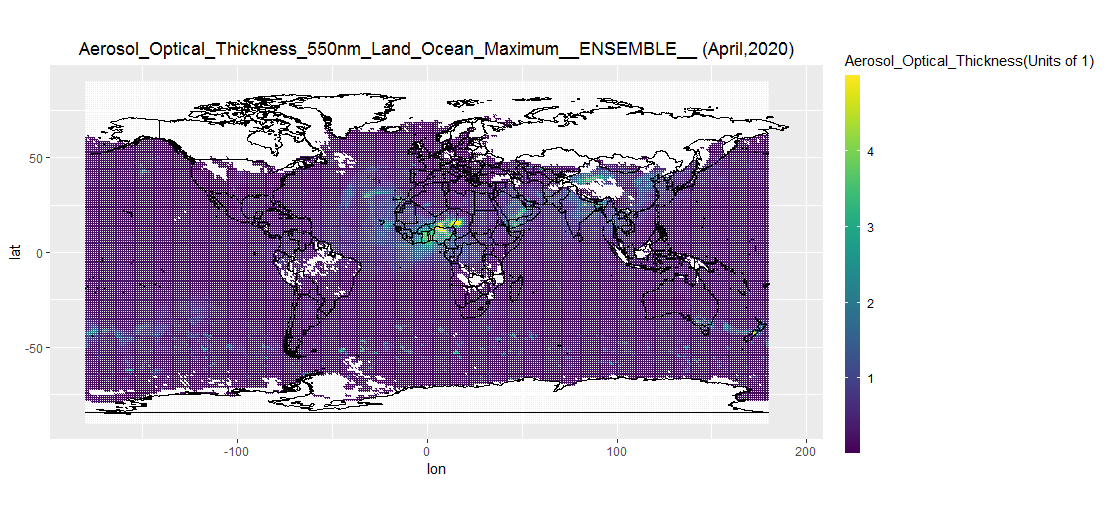 Aerosol_Optical_Thickness_550nm_Land_Ocean_Maximum__ENSEMBLE__ (April,2020)
Aerosol_Optical_Thickness(Units of 1)
4
3
2
1
50
0
-50
lat
-100
0
100
200
lon